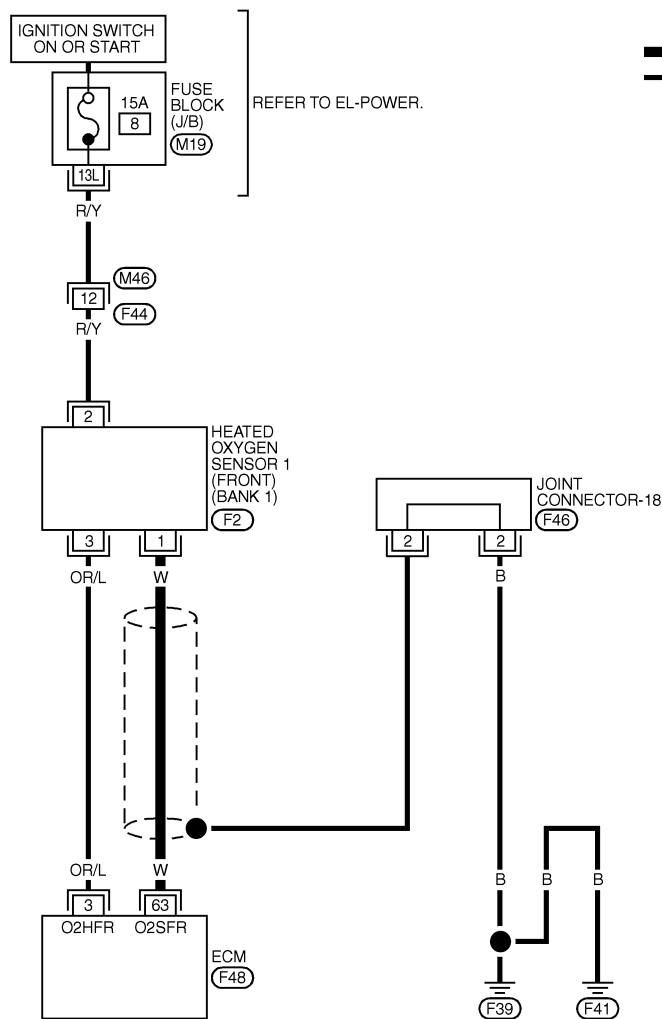 IGNITION SWITCH
ON OR START
FUSE
BLOCK
(J/B)
M19
15A
8
REFER TO EL-POWER.
13L
R/Y
M46
12
F44
R/Y
2
HEATED
OXYGEN
SENSOR 1
(FRONT)
(BANK 1)
F2
3
1
OR/L
W
JOINT
CONNECTOR-18
F46
2
2
B
OR/L
W
B
B
B
3
63
O2HFR
O2SFR
ECM
F48
F39
F41